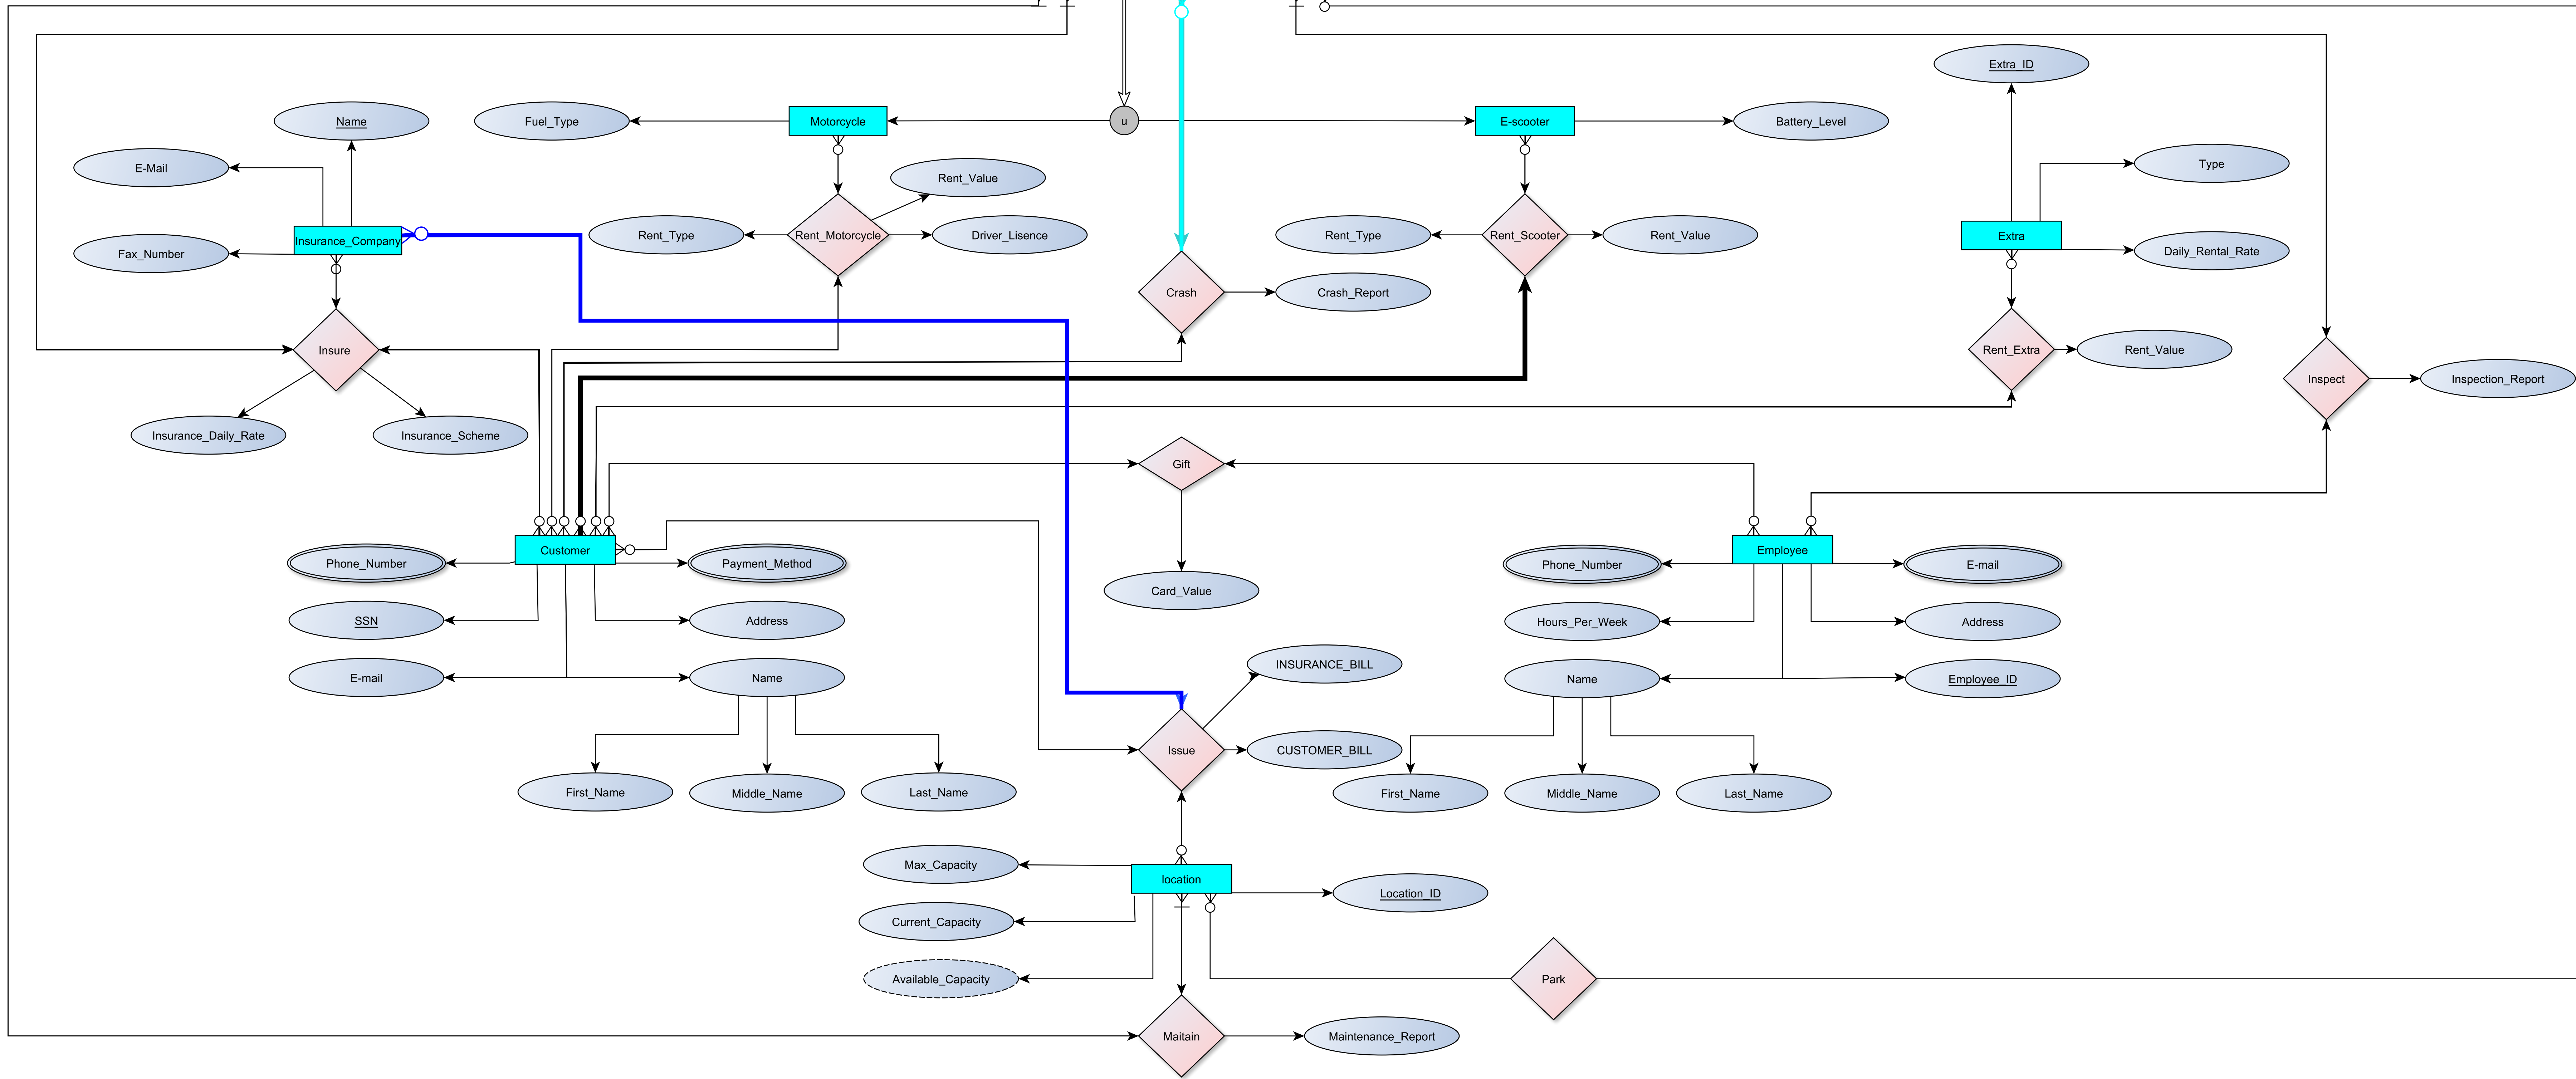 Extra_ID
Name
Fuel_Type
Motorcycle
u
E-scooter
Battery_Level
E-Mail
Rent_Value
Type
Insurance_Company
Rent_Type
Rent_Motorcycle
Driver_Lisence
Rent_Type
Rent_Scooter
Rent_Value
Extra
Fax_Number
Daily_Rental_Rate
Crash
Crash_Report
Insure
Rent_Extra
Rent_Value
Inspect
Inspection_Report
Insurance_Daily_Rate
Insurance_Scheme
Gift
Customer
Employee
Phone_Number
Payment_Method
Phone_Number
E-mail
Card_Value
SSN
Address
Hours_Per_Week
Address
INSURANCE_BILL
E-mail
Name
Name
Employee_ID
Issue
CUSTOMER_BILL
First_Name
Middle_Name
Last_Name
First_Name
Middle_Name
Last_Name
Max_Capacity
location
Location_ID
Current_Capacity
Available_Capacity
Park
Maitain
Maintenance_Report